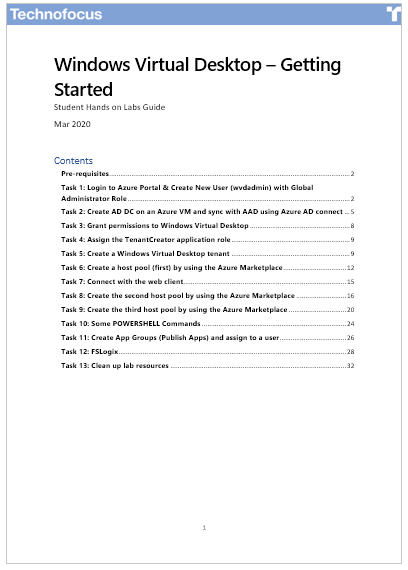 Technofocus
Windows Virtual Desktop – Getting
Started
Student Hands on Labs Guide
Mar 2020
Contents
Pre-requisites 2
Task 1: Login to Azure Portal & Create New User (wvdadmin) with Global
Administrator Role 2
Task 2: Create AD DC on an Azure VM and sync with AAD using Azure AD connect 5
Task 3: Grant permissions to Windows Virtual Desktop 8
Task 4: Assign the TenantCreator application role 9
Task 5: Create a Windows Virtual Desktop tenant 9
Task 6: Create a host pool (first) by using the Azure Marketplace 12
Task 7: Connect with the web client 15
Task 8: Create the second host pool by using the Azure Marketplace 16
Task 9: Create the third host pool by using the Azure Marketplace 20
Task 10: Some POWERSHELL Commands 24
Task 11: Create App Groups (Publish Apps) and assign to a user 26
Task 12: FSLogix 28
Task 13: Clean up lab resources 32
1